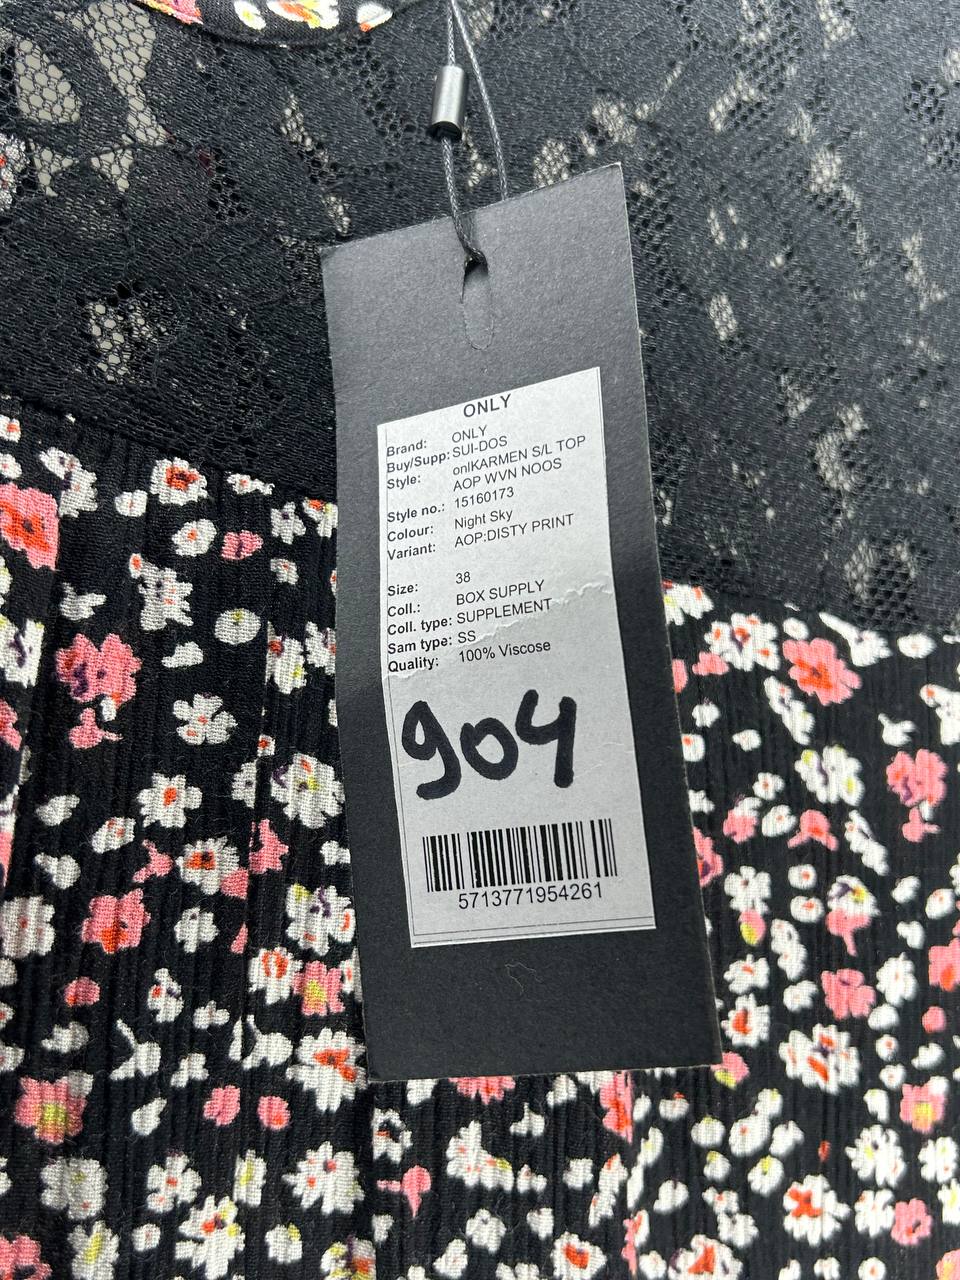 ONLY
Brand: ONLY
Buy/Supp: SUI-DOS
Style: onlKARMEN S/L TOP
AOP WVN NOOS
Style no.: 15160173
Colour: Night Sky
Variant: AOP:DISTY PRINT
Size: 38
Coll.: BOX SUPPLY
Coll. type: SUPPLEMENT
Sam type: SS
Quality: 100% Viscose
904
5713771954261